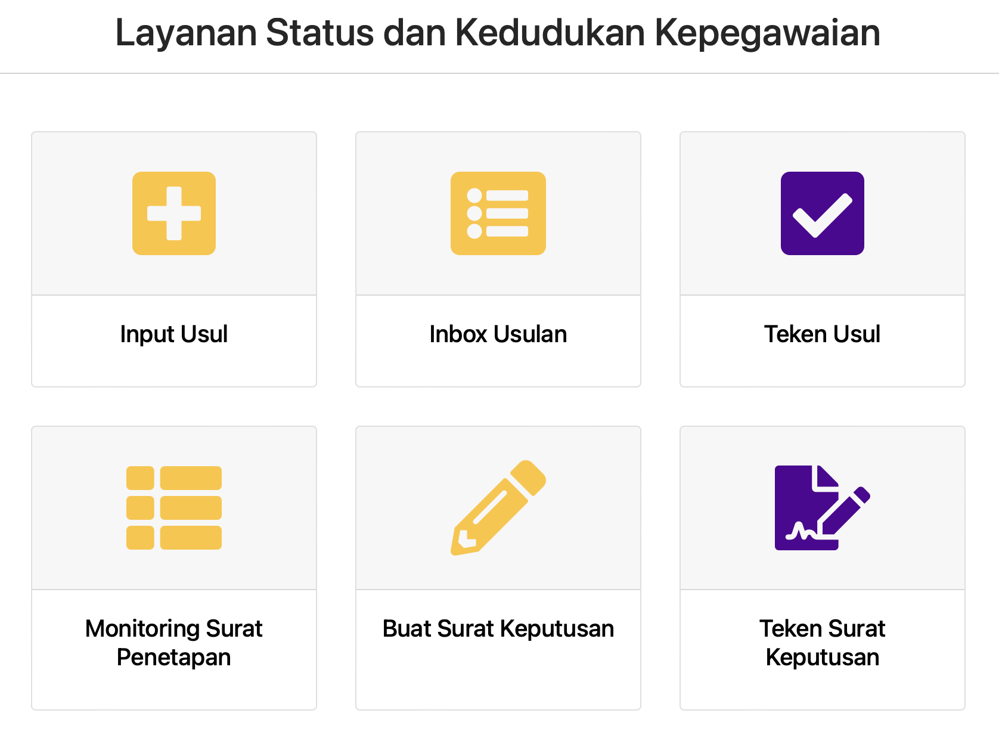 Layanan Status dan Kedudukan Kepegawaian
Input Usul
Inbox Usulan
Teken Usul
Monitoring Surat
Penetapan
Buat Surat Keputusan
Teken Surat
Keputusan